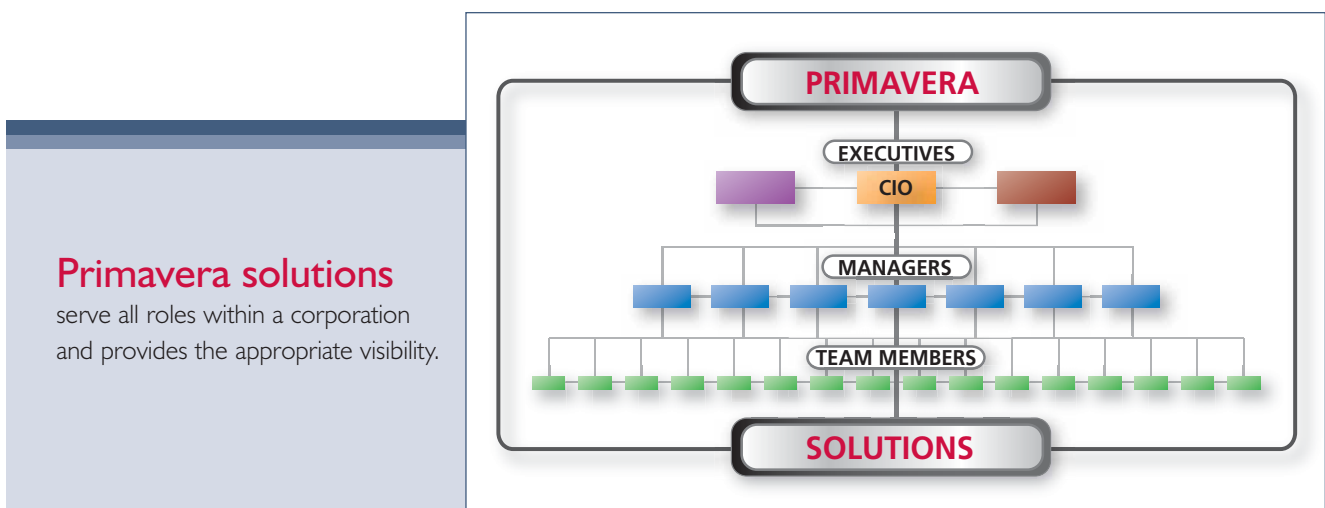 Primavera solutions
serve all roles within a corporation
and provides the appropriate visibility.
PRIMAVERA
EXECUTIVES
CIO
MANAGERS
TEAM MEMBERS
SOLUTIONS